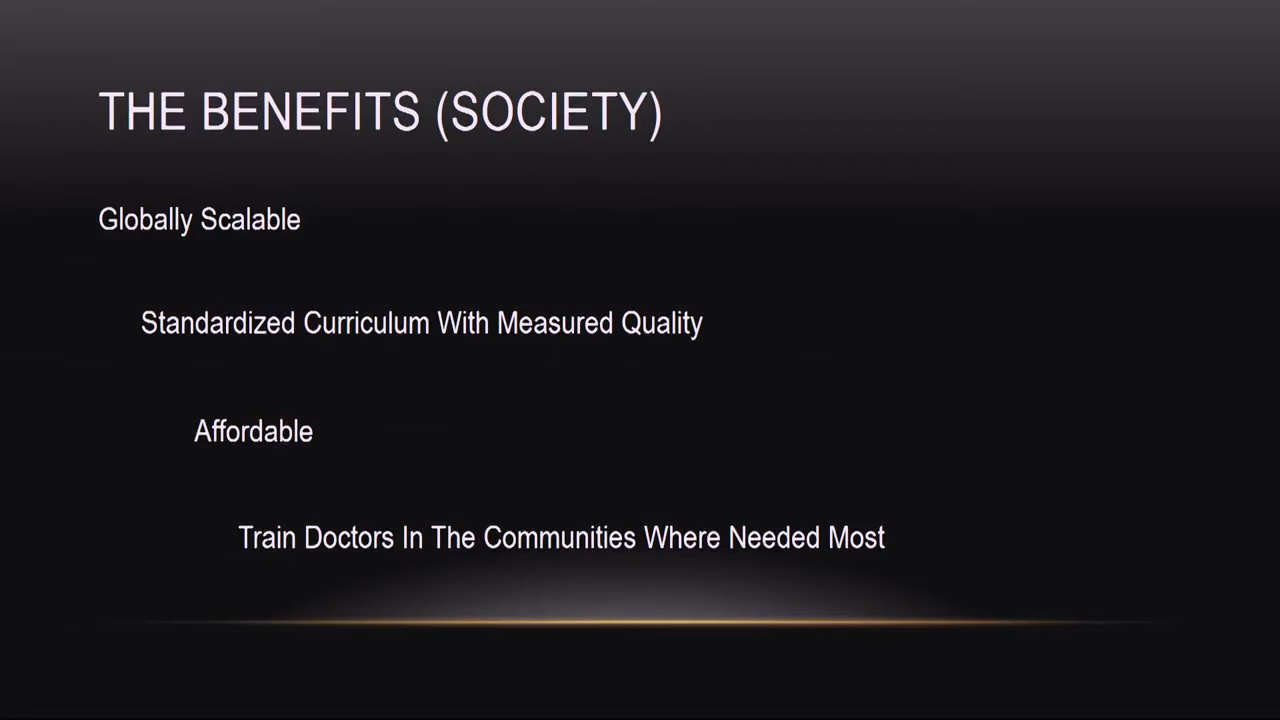 THE BENEFITS (SOCIETY)
Globally Scalable
Standardized Curriculum With Measured Quality
Affordable
Train Doctors In The Communities Where Needed Most